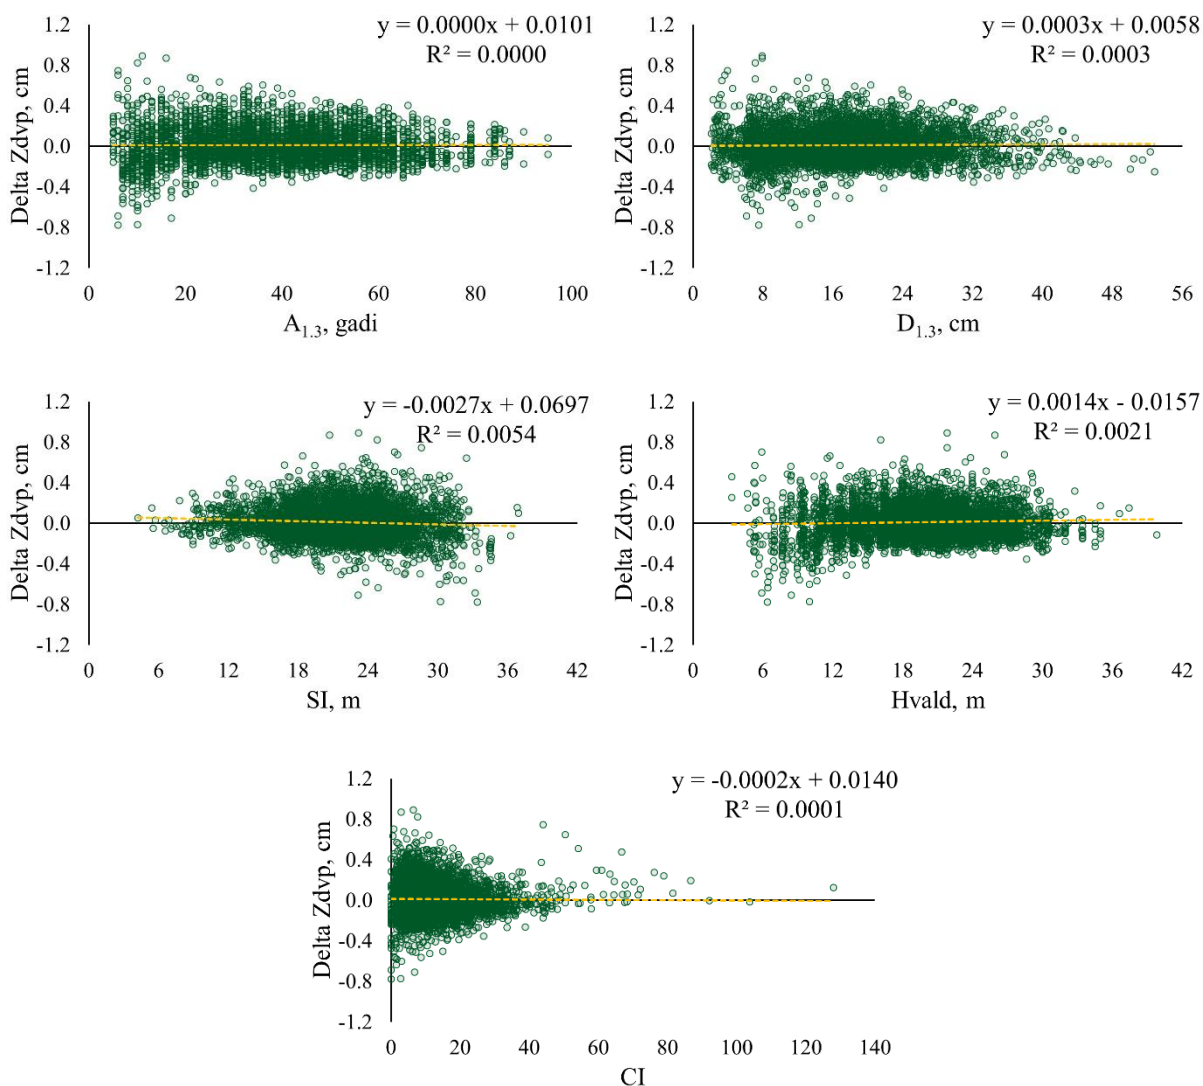 y = 0.0000x + 0.0101
R² = 0.0000
1.2
0.8
0.4
0.0
-0.4
-0.8
-1.2
Delta Zdvp, cm
0 20 40 60 80 100
A₁.₃, gadi
y = 0.0003x + 0.0058
R² = 0.0003
1.2
0.8
0.4
0.0
-0.4
-0.8
-1.2
Delta Zdvp, cm
0 8 16 24 32 40 48 56
D₁.₃, cm
y = -0.0027x + 0.0697
R² = 0.0054
1.2
0.8
0.4
0.0
-0.4
-0.8
-1.2
Delta Zdvp, cm
0 6 12 18 24 30 36 42
SI, m
y = 0.0014x - 0.0157
R² = 0.0021
1.2
0.8
0.4
0.0
-0.4
-0.8
-1.2
Delta Zdvp, cm
0 6 12 18 24 30 36 42
Hvald, m
y = -0.0002x + 0.0140
R² = 0.0001
1.2
0.8
0.4
0.0
-0.4
-0.8
-1.2
Delta Zdvp, cm
0 20 40 60 80 100 120 140
CI